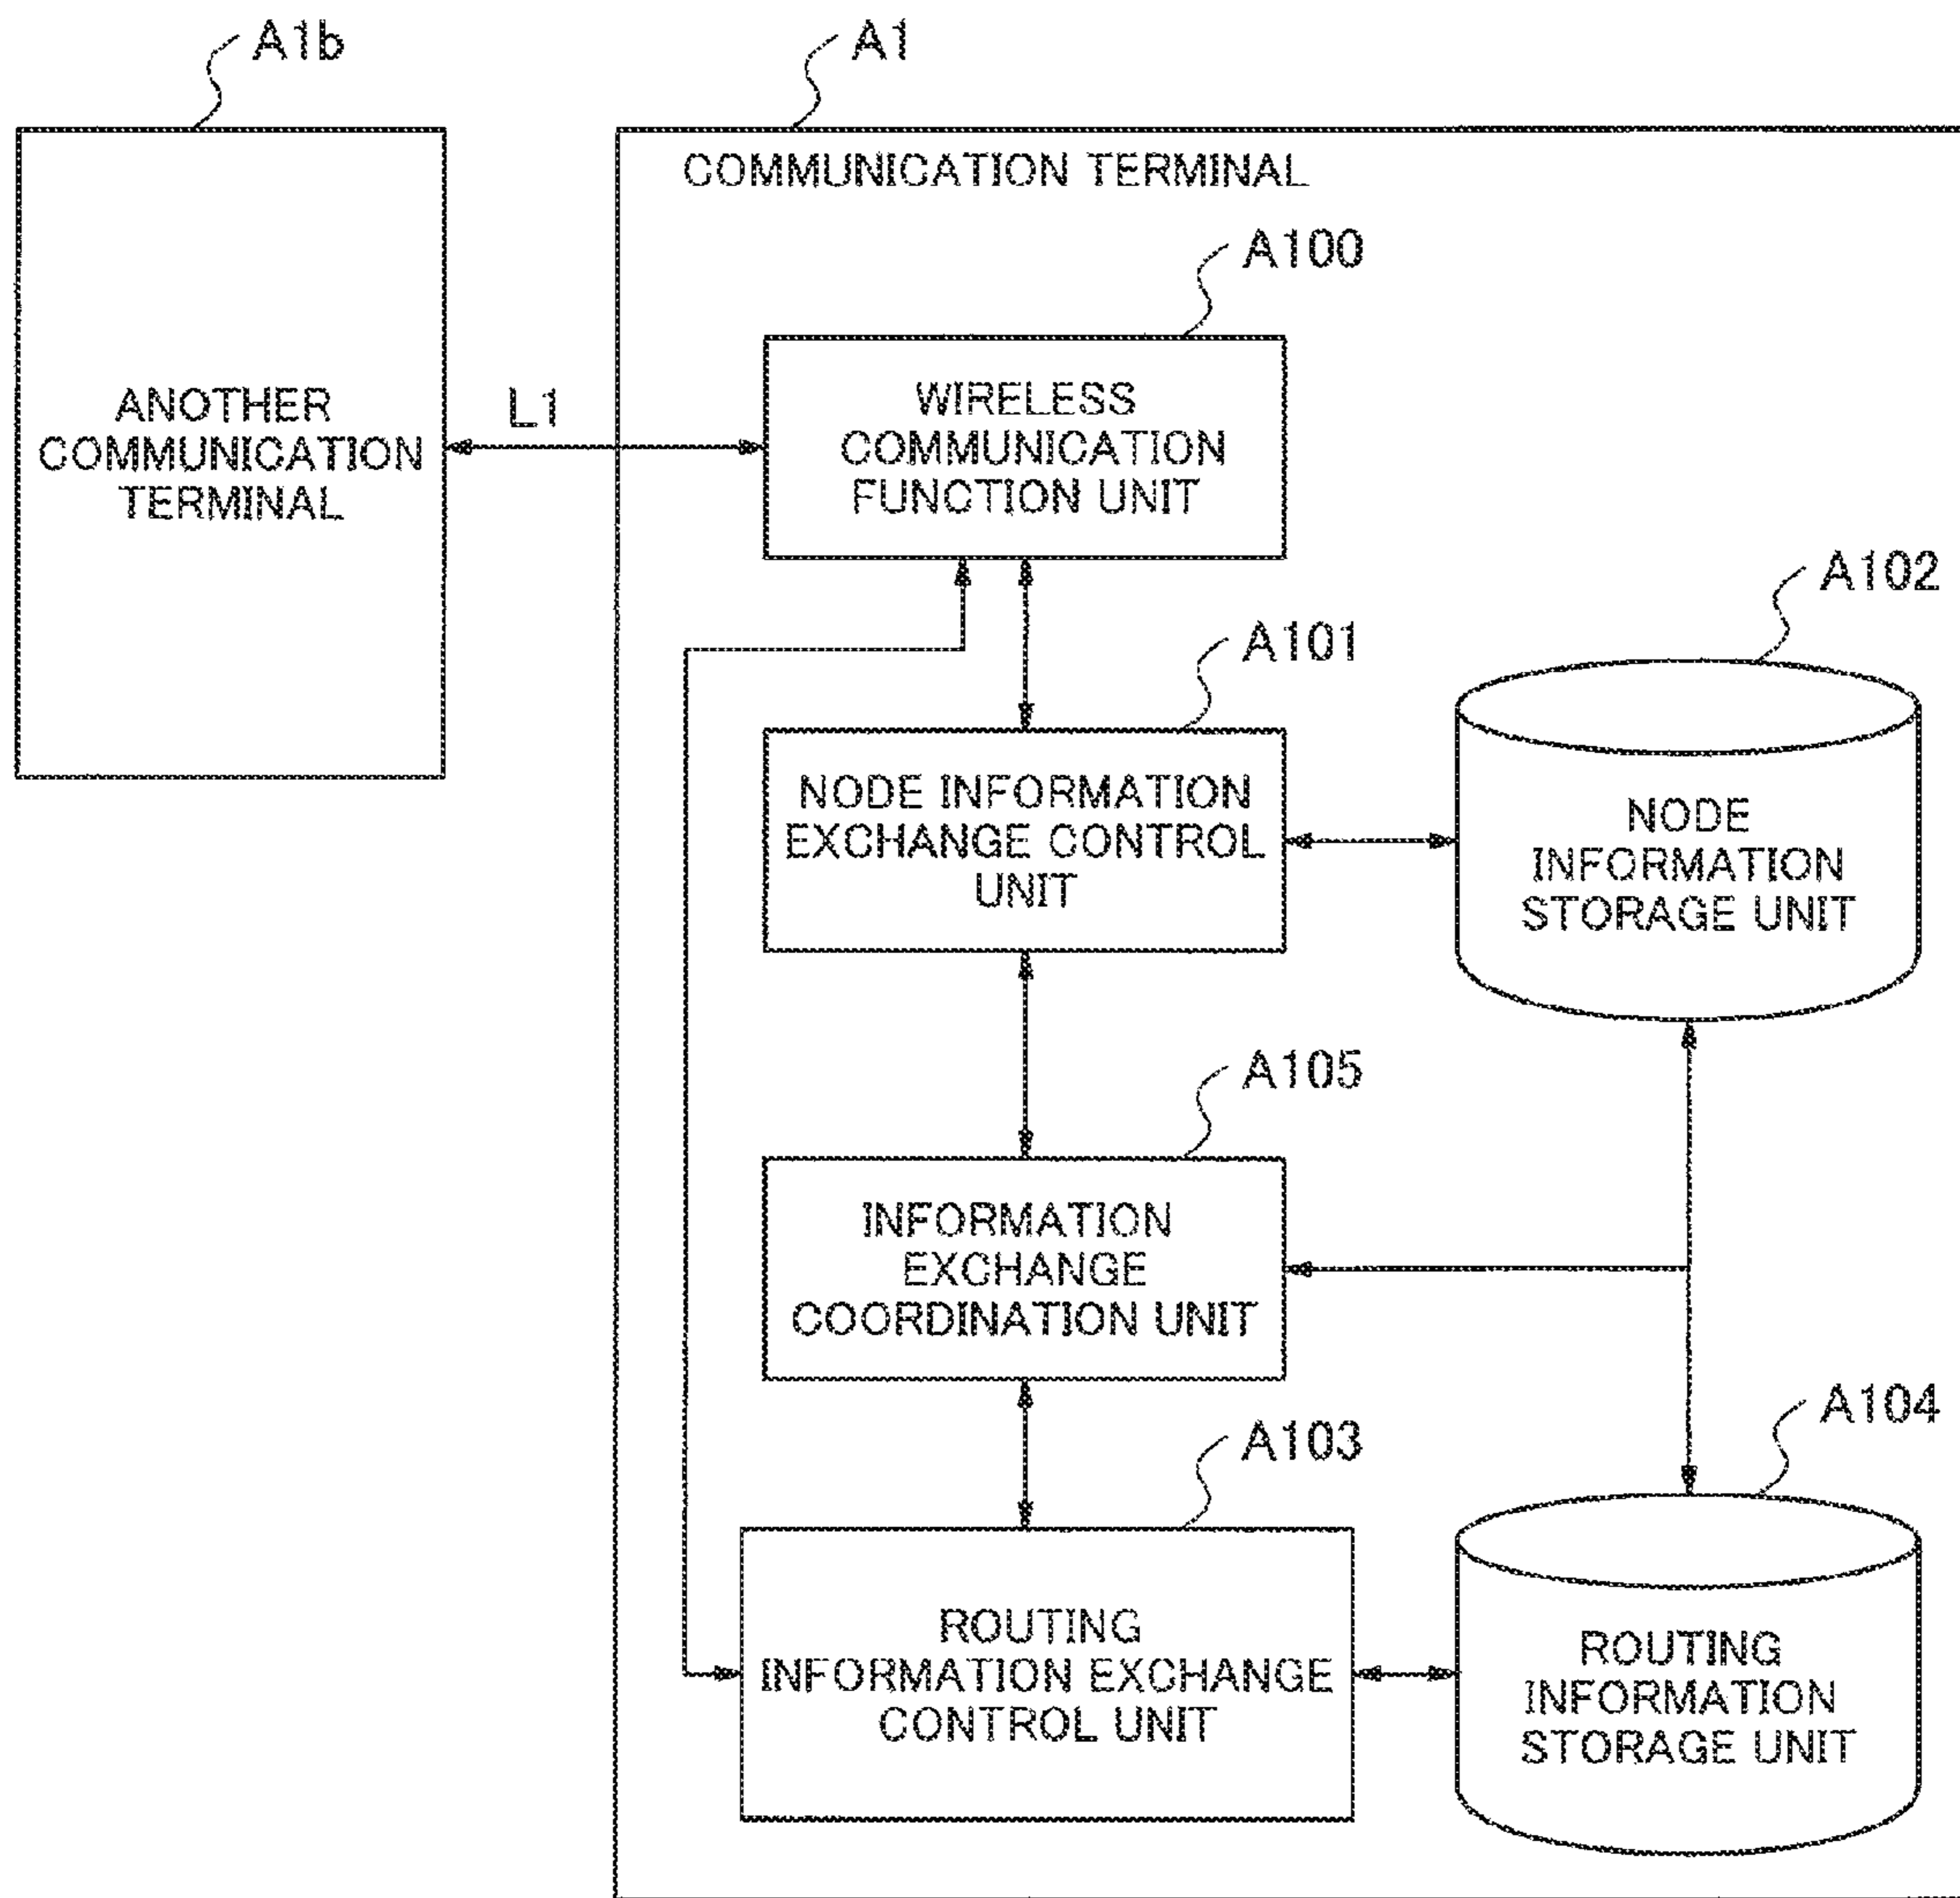 A1b
A1
COMMUNICATION TERMINAL
A100
ANOTHER
COMMUNICATION
TERMINAL
L1
WIRELESS
COMMUNICATION
FUNCTION UNIT
A102
A101
NODE INFORMATION
EXCHANGE CONTROL
UNIT
NODE
INFORMATION
STORAGE UNIT
A105
INFORMATION
EXCHANGE
COORDINATION UNIT
A104
A103
ROUTING
INFORMATION EXCHANGE
CONTROL UNIT
ROUTING
INFORMATION
STORAGE UNIT